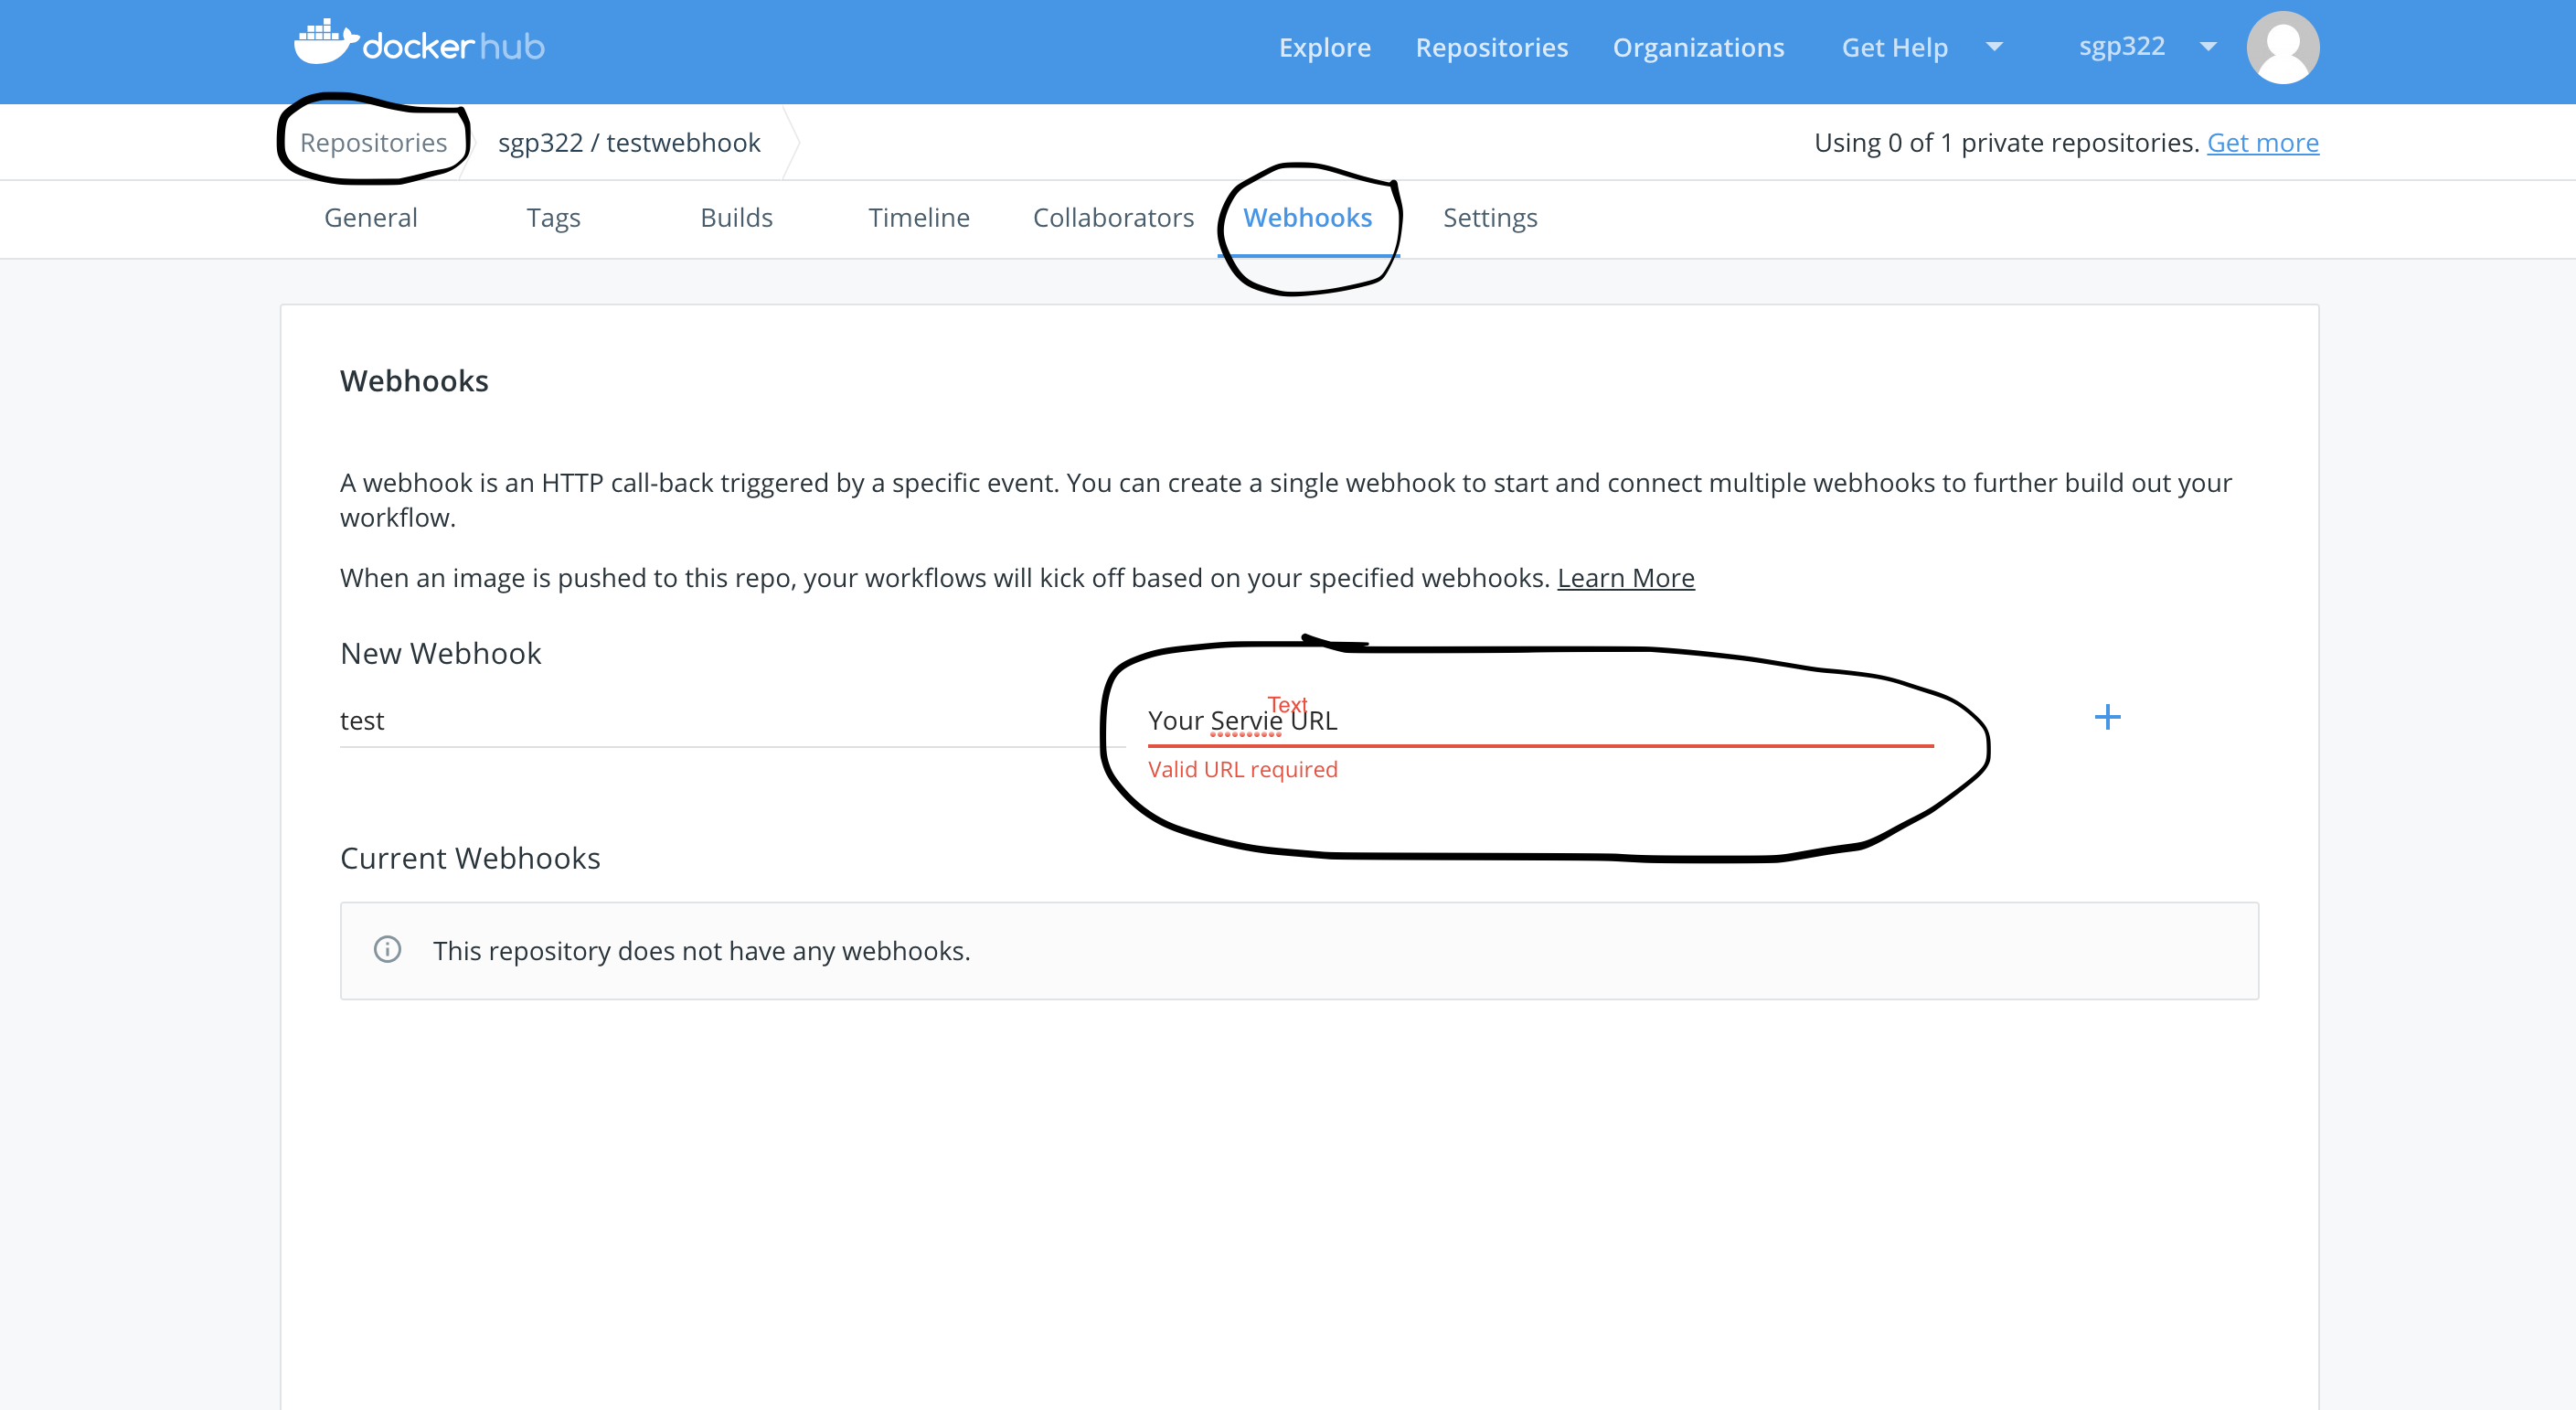 docker hub
Explore Repositories Organizations Get Help sgp322
Repositories sgp322 / testwebhook Using 0 of 1 private repositories. Get more
General Tags Builds Timeline Collaborators Webhooks Settings
Webhooks
A webhook is an HTTP call-back triggered by a specific event. You can create a single webhook to start and connect multiple webhooks to further build out your
workflow.
When an image is pushed to this repo, your workflows will kick off based on your specified webhooks. Learn More
New Webhook
Text
test Your Servie URL
Valid URL required
Current Webhooks
This repository does not have any webhooks.